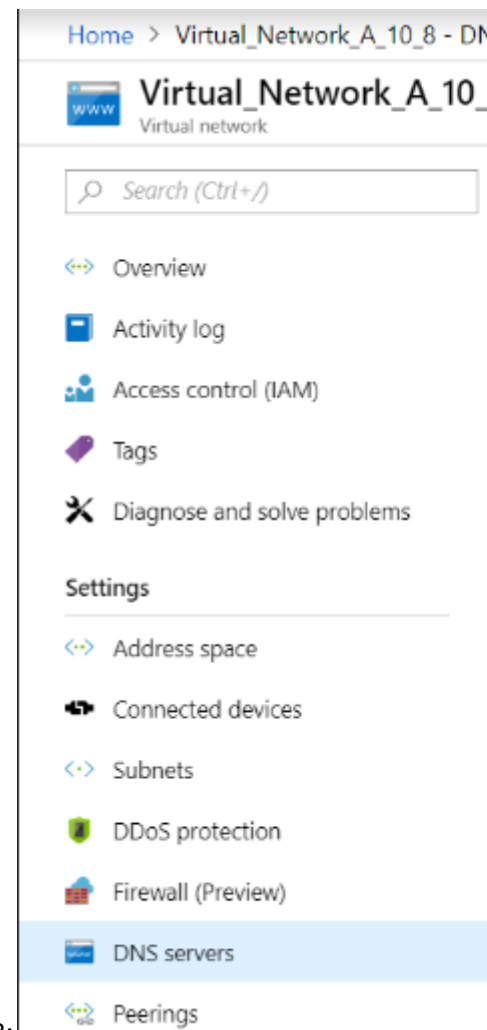 Home > Virtual_Network_A_10_8 - DN
www
Virtual_Network_A_10_
Virtual network
Search (Ctrl+/)
Overview
Activity log
Access control (IAM)
Tags
Diagnose and solve problems
Settings
Address space
Connected devices
Subnets
DDoS protection
Firewall (Preview)
DNS servers
Peerings